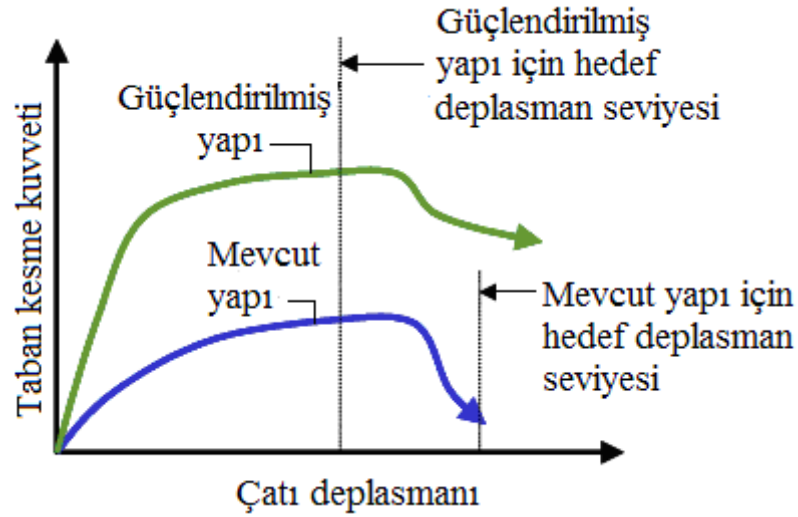 Güçlendirilmiş
yapı için hedef
deplasman seviyesi
Güçlendirilmiş
yapı
Mevcut
yapı
Mevcut yapı için
hedef deplasman
seviyesi
Taban kesme kuvveti
Çatı deplasmanı